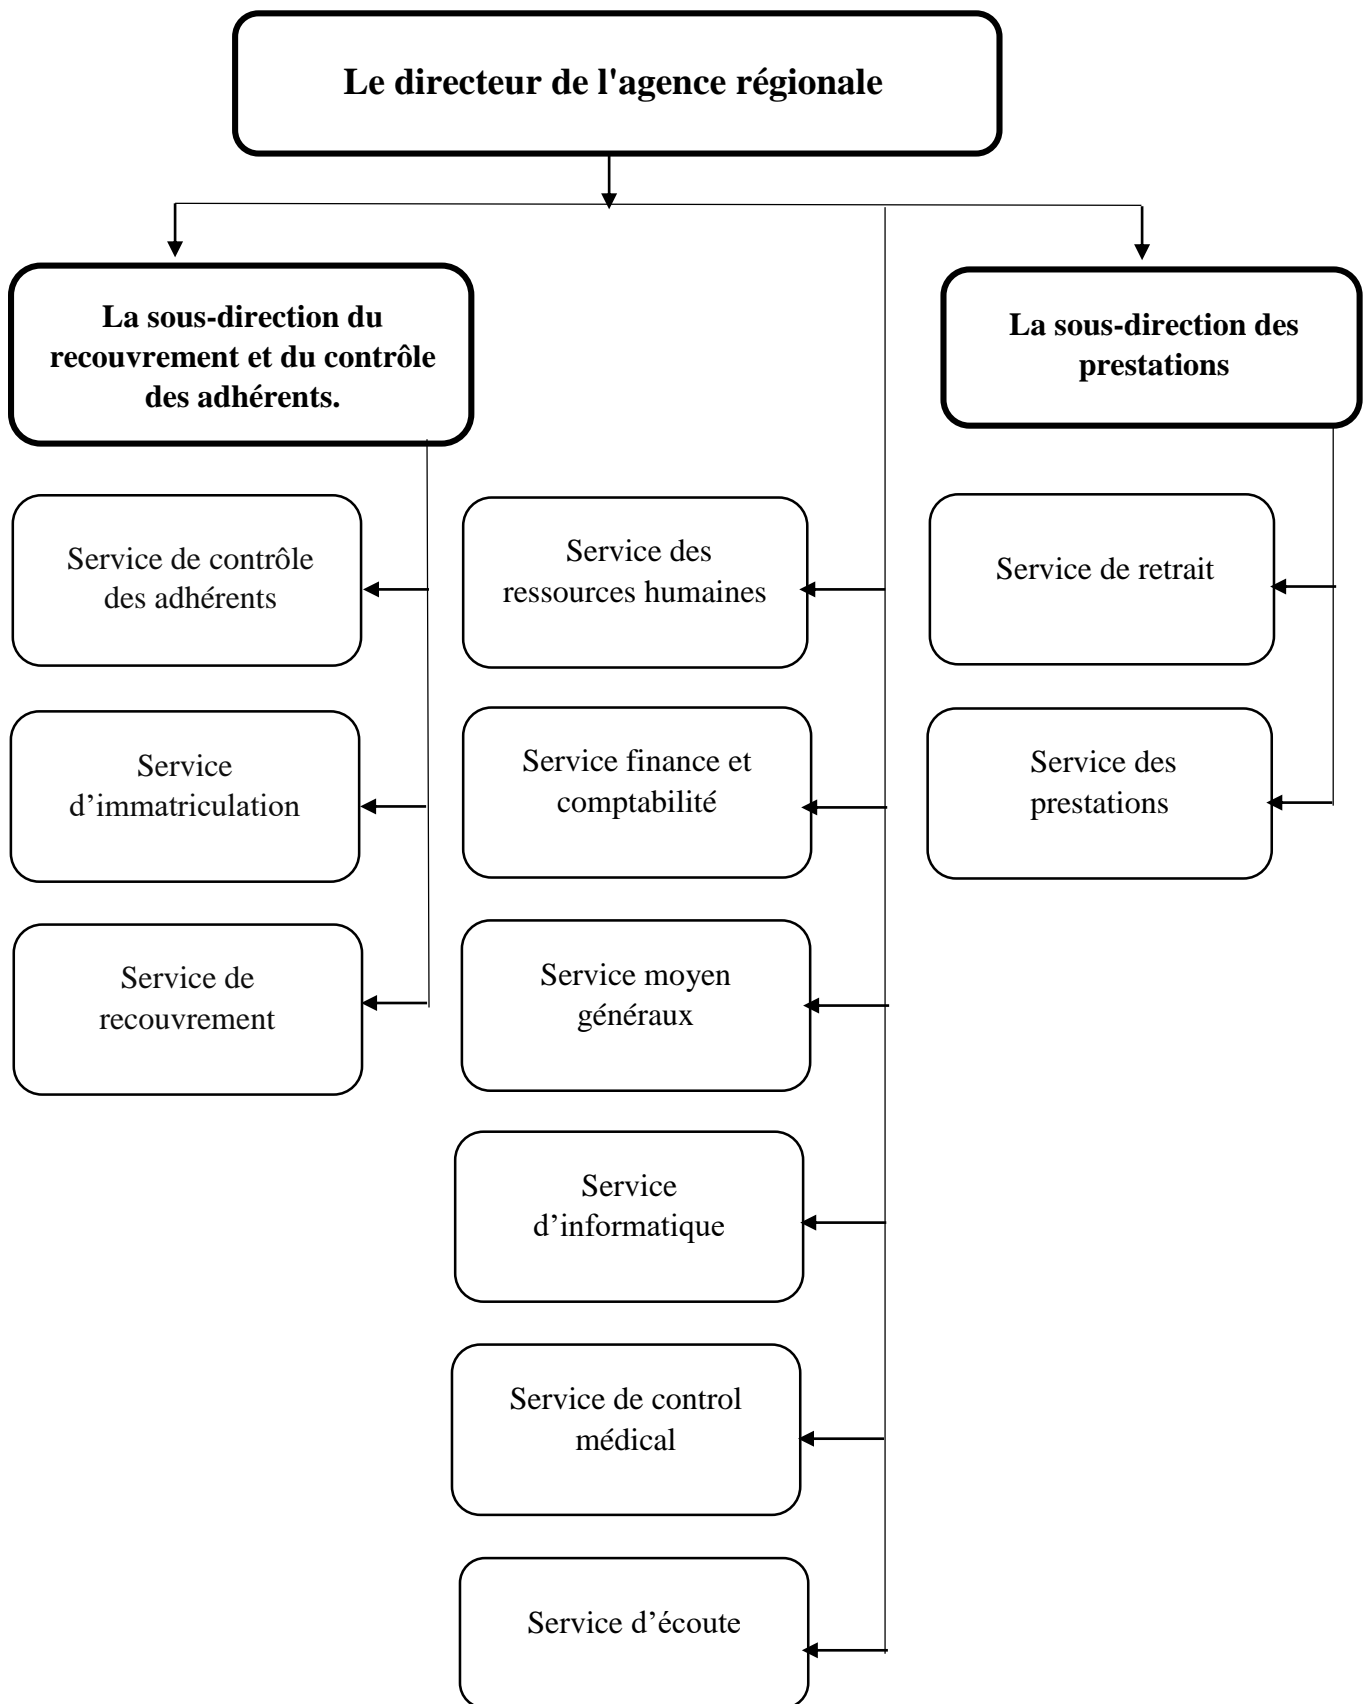 Le directeur de l'agence régionale
La sous-direction du
recouvrement et du contrôle
des adhérents.
La sous-direction des
prestations
Service de contrôle
des adhérents
Service des
ressources humaines
Service de retrait
Service
d’immatriculation
Service finance et
comptabilité
Service des
prestations
Service de
recouvrement
Service moyen
généraux
Service
d’informatique
Service de control
médical
Service d’écoute